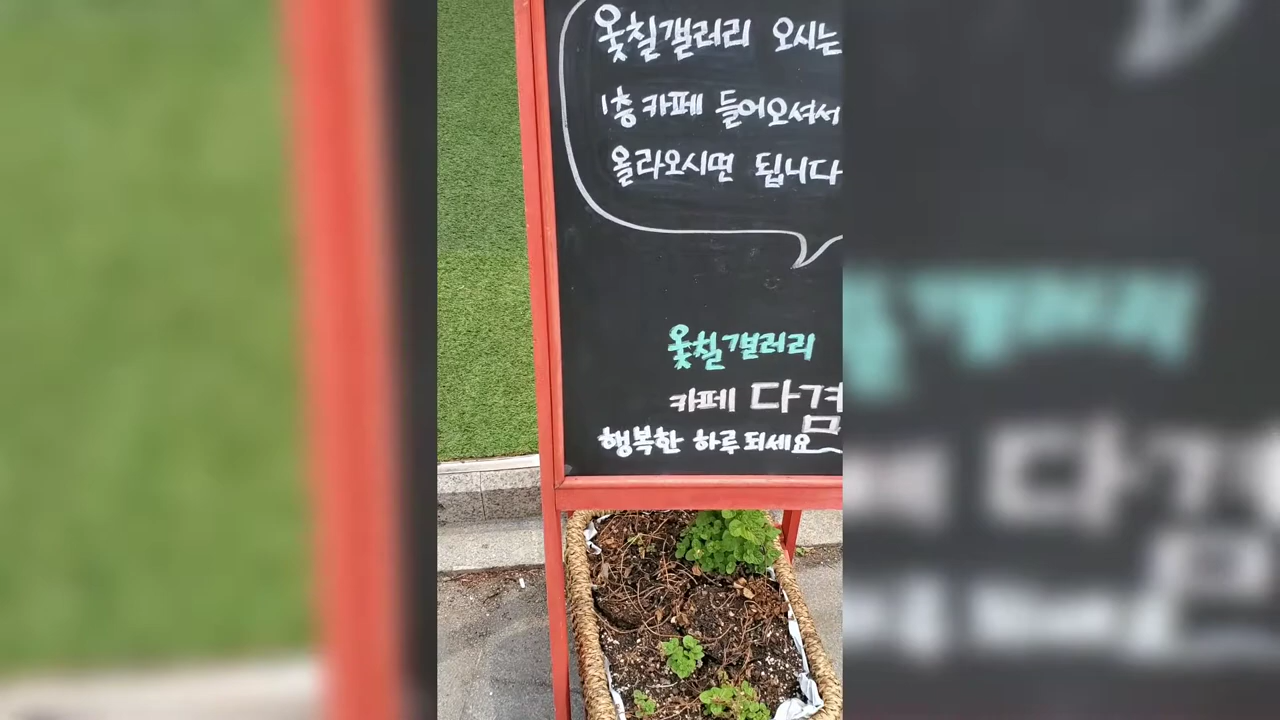 옻칠갤러리 오시는
1층 카페 들어오셔서
올라오시면 됩니다
옻칠갤러리
카페 다겸
행복한 하루되세요